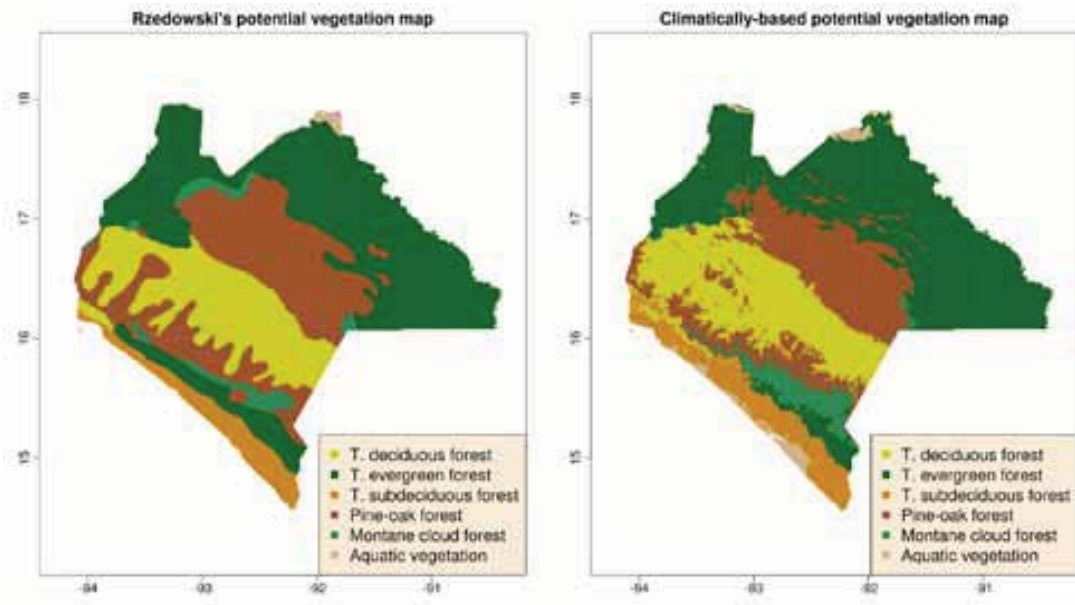 Rzedowski's potential vegetation map
18
17
16
15
-94
-93
-92
-91
T. deciduous forest
T. evergreen forest
T. subdeciduous forest
Pine-oak forest
Montane cloud forest
Aquatic vegetation
Climatically-based potential vegetation map
18
17
16
15
-94
-93
-92
-91
T. deciduous forest
T. evergreen forest
T. subdeciduous forest
Pine-oak forest
Montane cloud forest
Aquatic vegetation